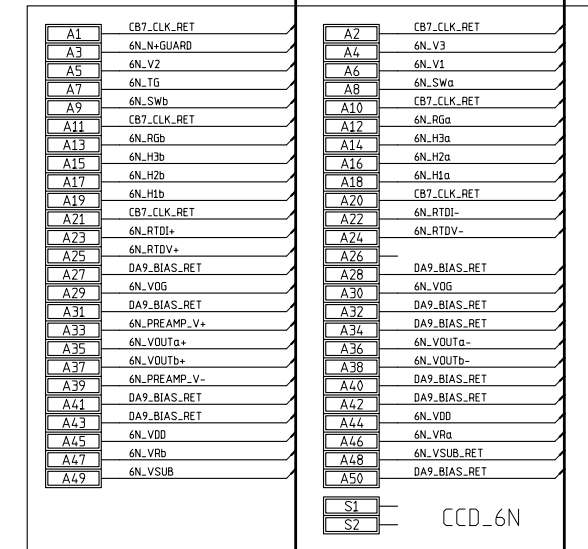 A1 CB7_CLK_RET A2 CB7_CLK_RET
A3 6N_N+GUARD A4 6N_V3
A5 6N_V2 A6 6N_V1
A7 6N_TG A8 6N_SWa
A9 6N_SWb A10 CB7_CLK_RET
A11 CB7_CLK_RET A12 6N_RGa
A13 6N_RGb A14 6N_H3a
A15 6N_H3b A16 6N_H2a
A17 6N_H2b A18 6N_H1a
A19 6N_H1b A20 CB7_CLK_RET
A21 CB7_CLK_RET A22 6N_RTDI-
A23 6N_RTDI+ A24 6N_RTDV-
A25 6N_RTDV+ A26
A27 DA9_BIAS_RET A28 DA9_BIAS_RET
A29 6N_VOG A30 6N_VOG
A31 DA9_BIAS_RET A32 DA9_BIAS_RET
A33 6N_PREAMP_V+ A34 DA9_BIAS_RET
A35 6N_VOUTa+ A36 6N_VOUTa-
A37 6N_VOUTb+ A38 6N_VOUTb-
A39 6N_PREAMP_V- A40 DA9_BIAS_RET
A41 DA9_BIAS_RET A42 DA9_BIAS_RET
A43 DA9_BIAS_RET A44 6N_VDD
A45 6N_VDD A46 6N_VRa
A47 6N_VRb A48 6N_VSUB_RET
A49 6N_VSUB A50 DA9_BIAS_RET
S1
S2
CCD_6N